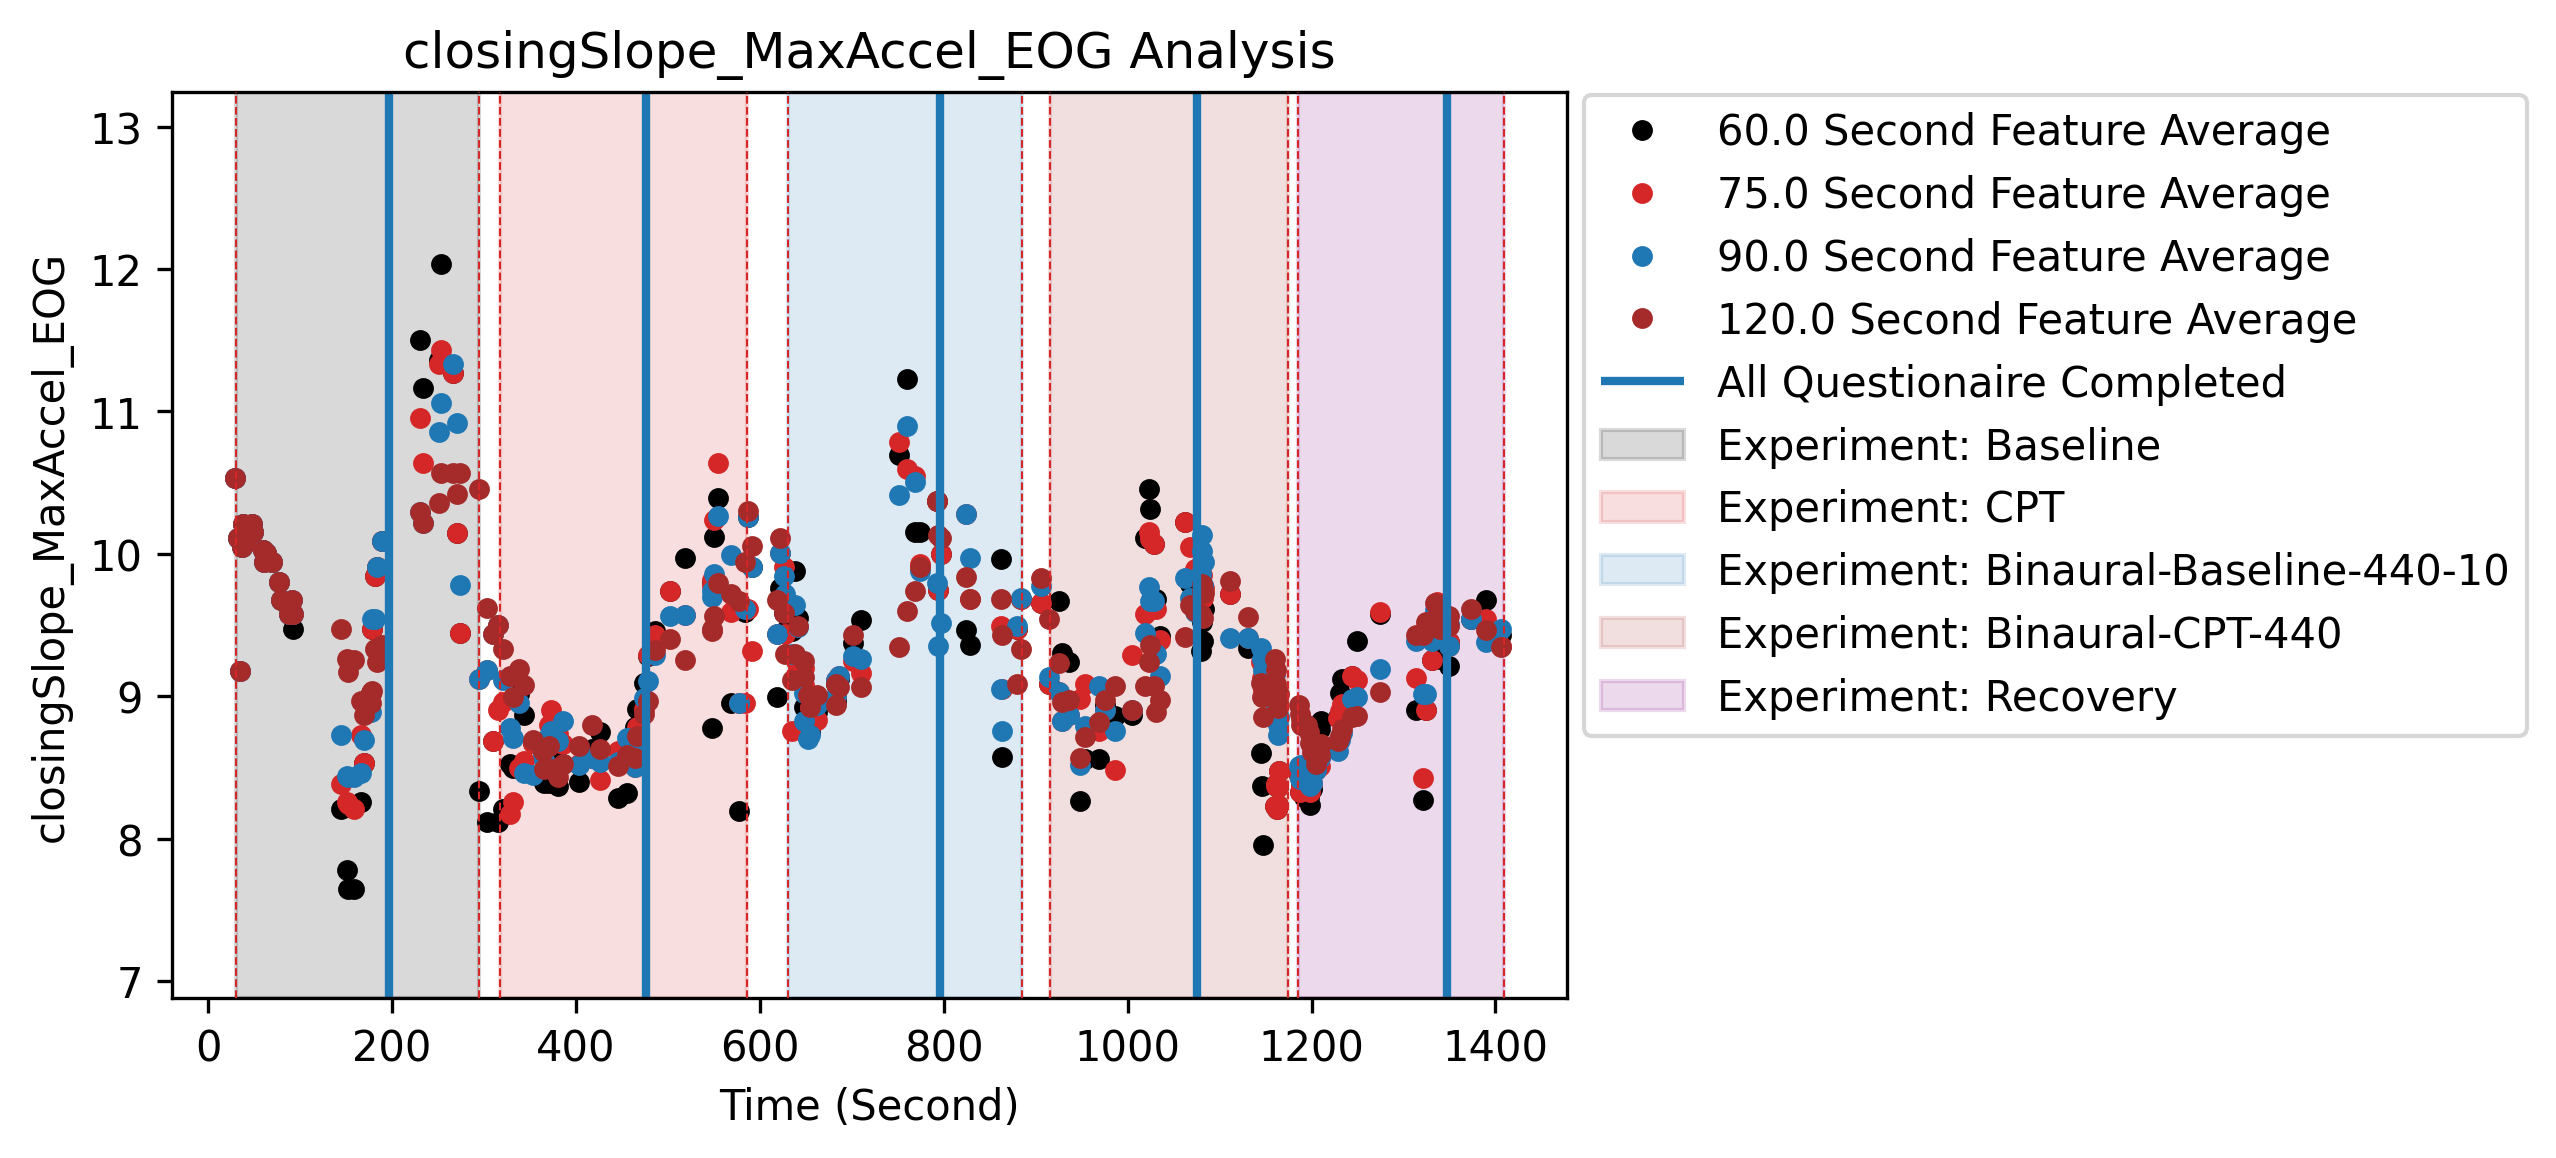 closingSlope_MaxAccel_EOG Analysis
closingSlope_MaxAccel_EOG
13
12
11
10
9
8
7
0 200 400 600 800 1000 1200 1400
Time (Second)
60.0 Second Feature Average
75.0 Second Feature Average
90.0 Second Feature Average
120.0 Second Feature Average
All Questionaire Completed
Experiment: Baseline
Experiment: CPT
Experiment: Binaural-Baseline-440-10
Experiment: Binaural-CPT-440
Experiment: Recovery